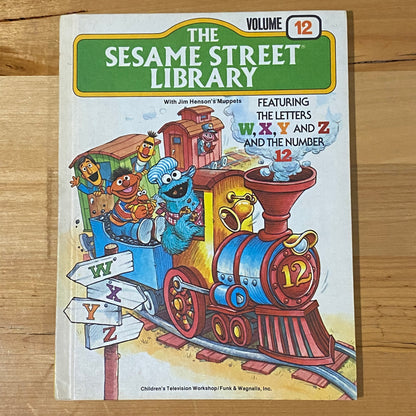 VOLUME 12
THE
SESAME STREET®
LIBRARY
With Jim Henson's Muppets
FEATURING
THE LETTERS
W, X, Y AND Z
AND THE NUMBER
12
12
W
X
Y
Z
Children's Television Workshop/Funk & Wagnalls, Inc.